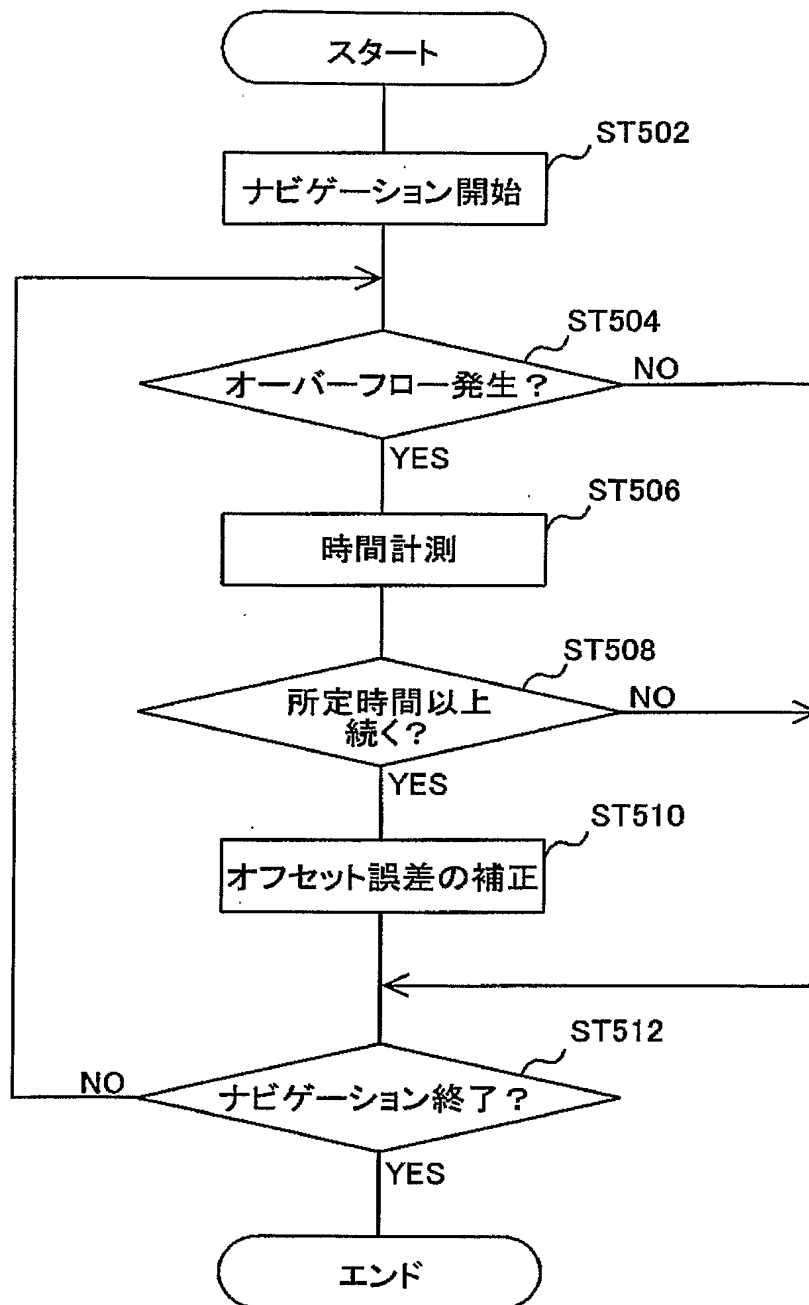 スタート
ST502
ナビゲーション開始
ST504
オーバーフロー発生？
NO
YES
ST506
時間計測
ST508
所定時間以上
続く？
NO
YES
ST510
オフセット誤差の補正
ST512
ナビゲーション終了？
NO
YES
エンド